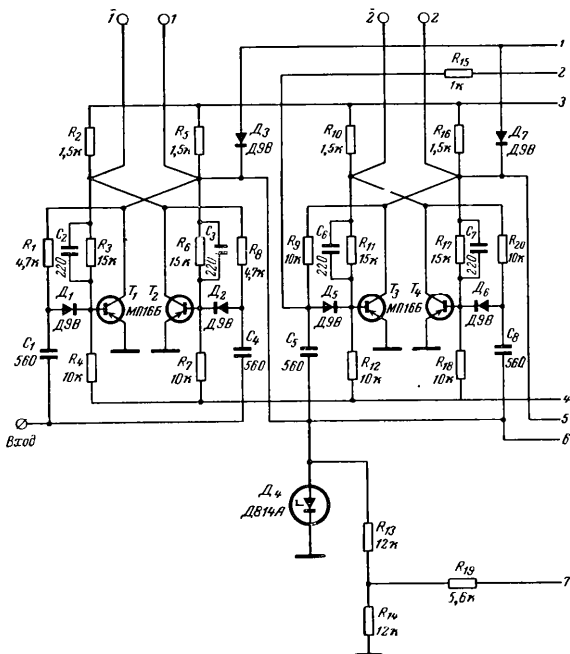 1̄ 1 2̄ 2
1
R15
1к
2
3
R2
1,5к
R5
1,5к
Д3
Д9В
R10
1,5к
R16
1,5к
Д7
Д9В
R1
4,7к
C2
220
R3
15к
R6
15к
C3
220
R8
4,7к
R9
10к
C6
220
R11
15к
R17
15к
C7
220
R20
10к
Д1
Д9В
T1 T2
МП16Б
Д2
Д9В
Д5
Д9В
T3 T4
МП16Б
Д6
Д9В
C1
560
R4
10к
R7
10к
C4
560
C5
560
R12
10к
R18
10к
C8
560
4
5
6
Вход
Д4
Д814А
R13
12к
R19
5,6к
7
R14
12к